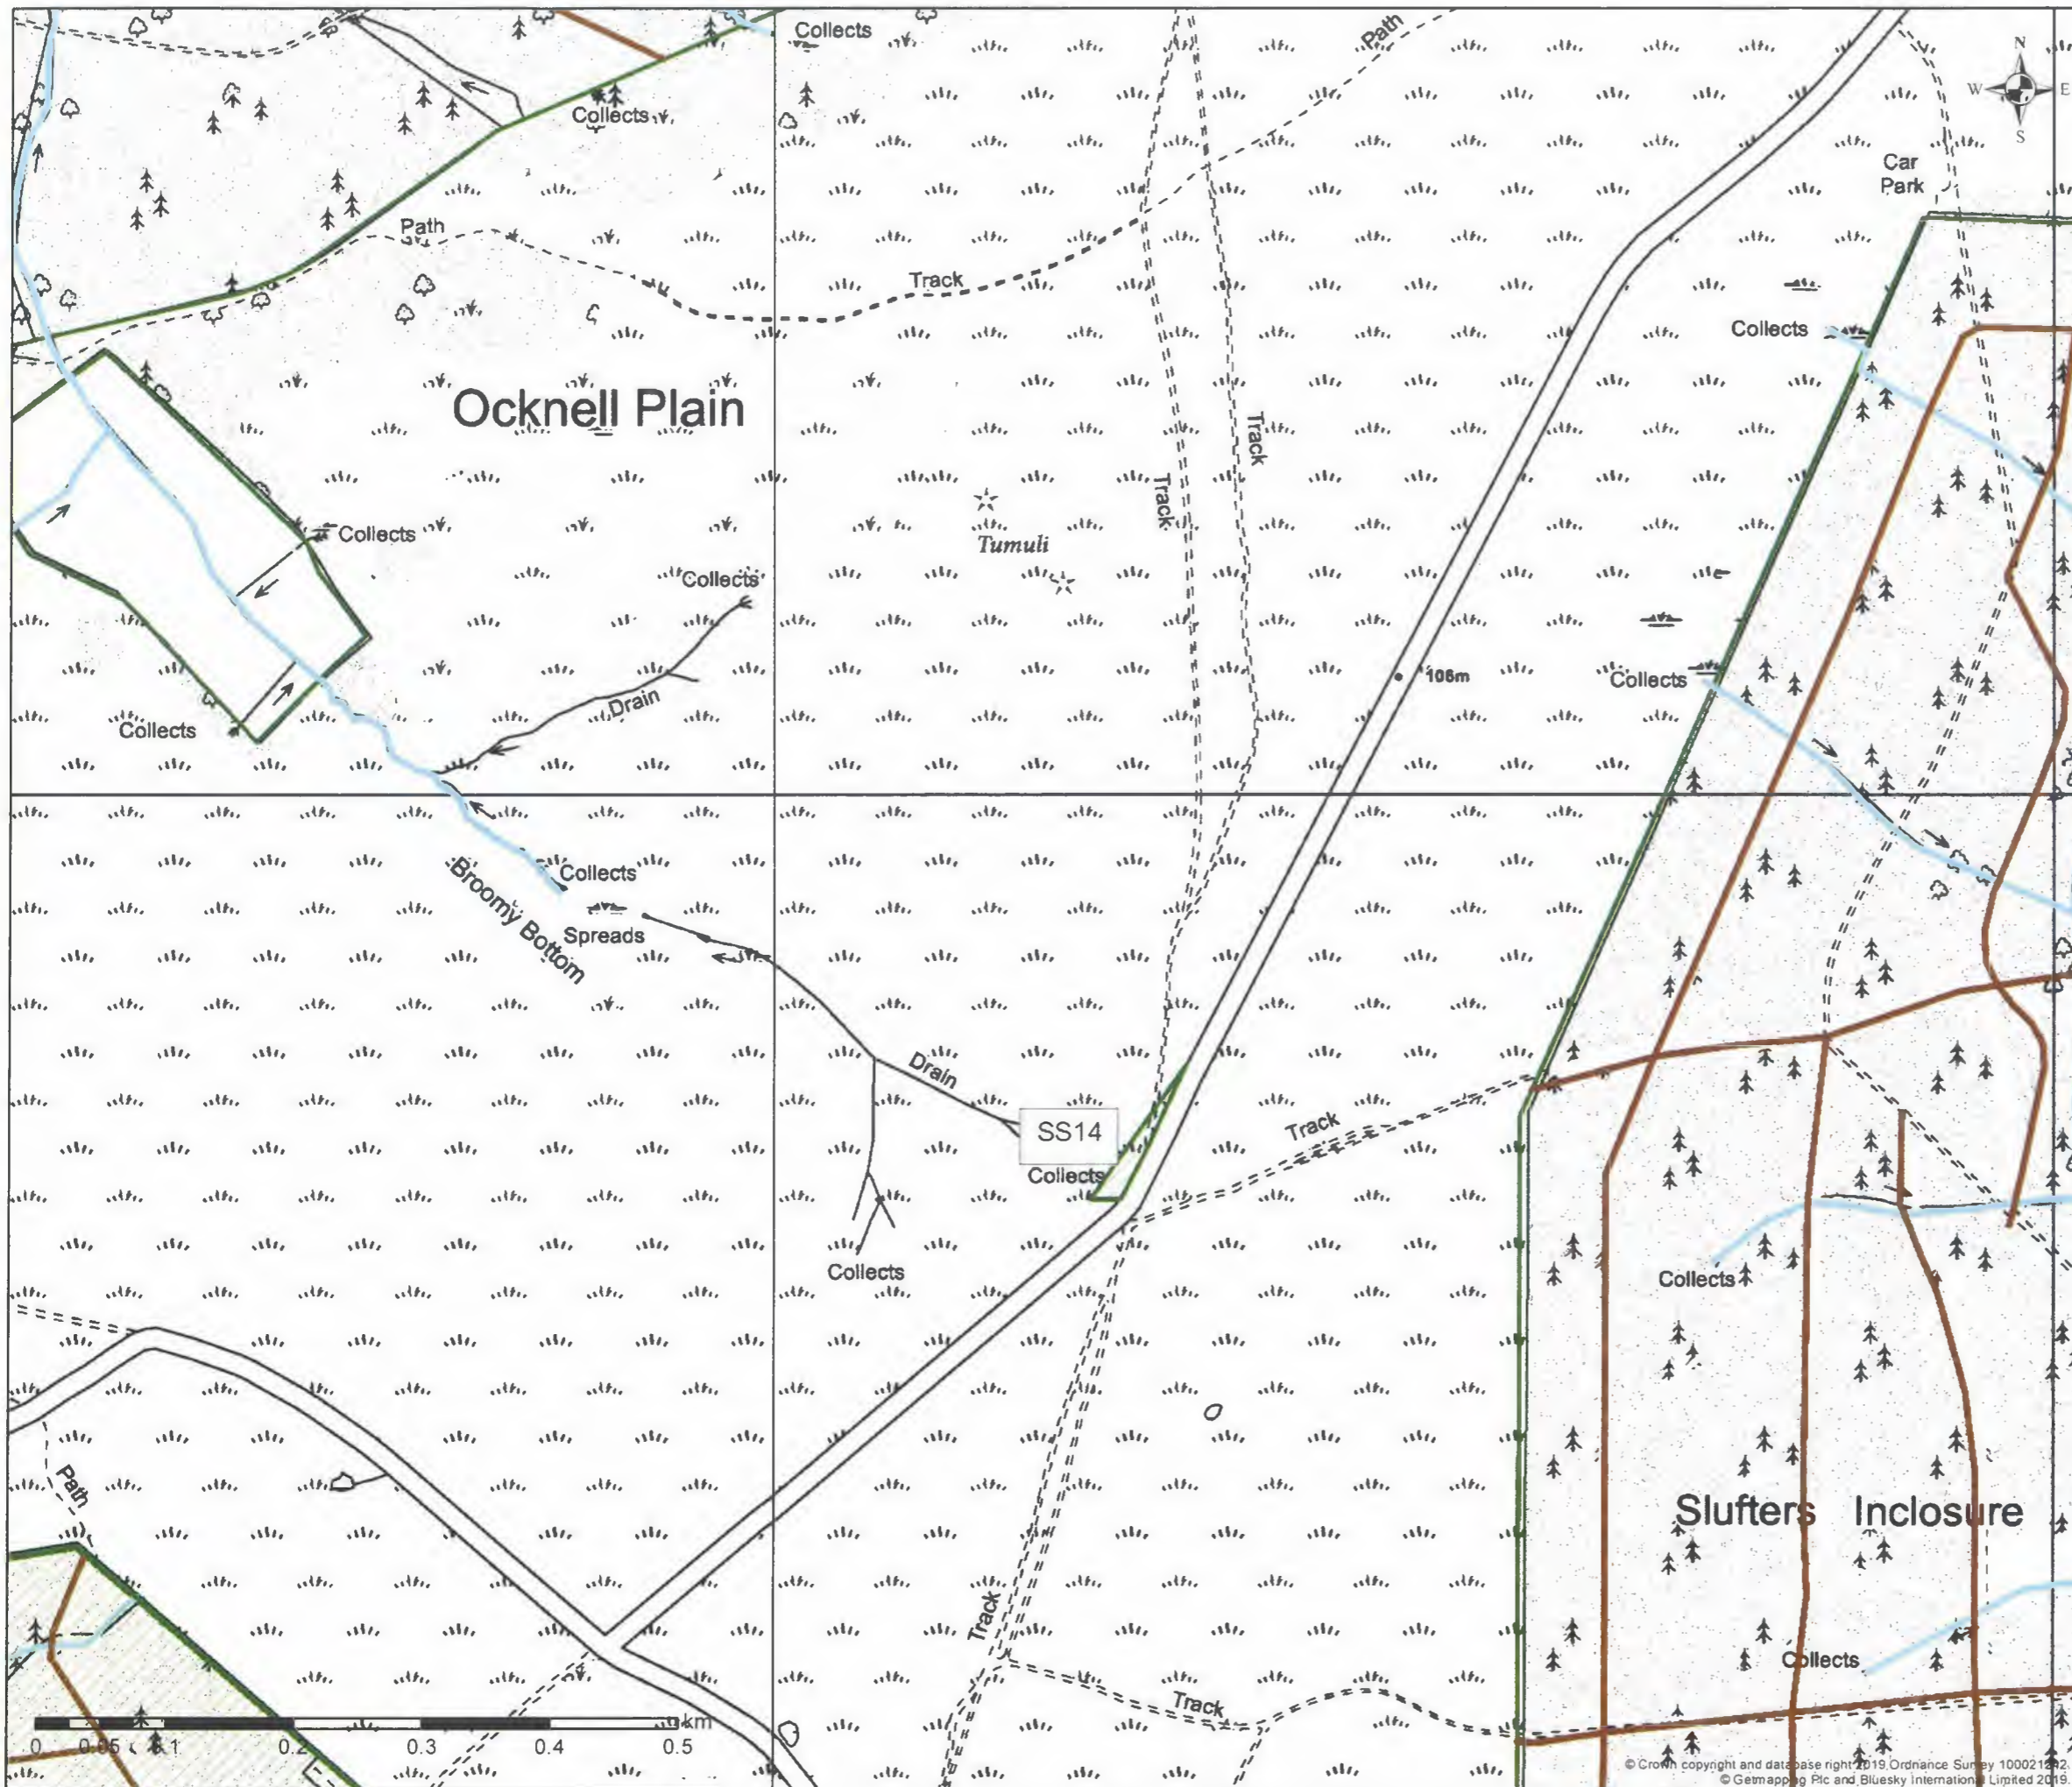 Collects
Path
N
W E
S
Collects
Car
Park
Path
Track
Collects
Ocknell Plain
Track
Track
Collects
Tumuli
Collects
106m
Collects
Drain
Collects
Collects
Broomy Bottom
Spreads
Drain
SS14
Track
Collects
Collects
Collects
Path
Slufters Inclosure
Track
Collects
Track
km
0 0.05 0.1 0.2 0.3 0.4 0.5
© Crown copyright and database right 2019 Ordnance Survey
© Getmapping Plc and Bluesky International Limited 2019